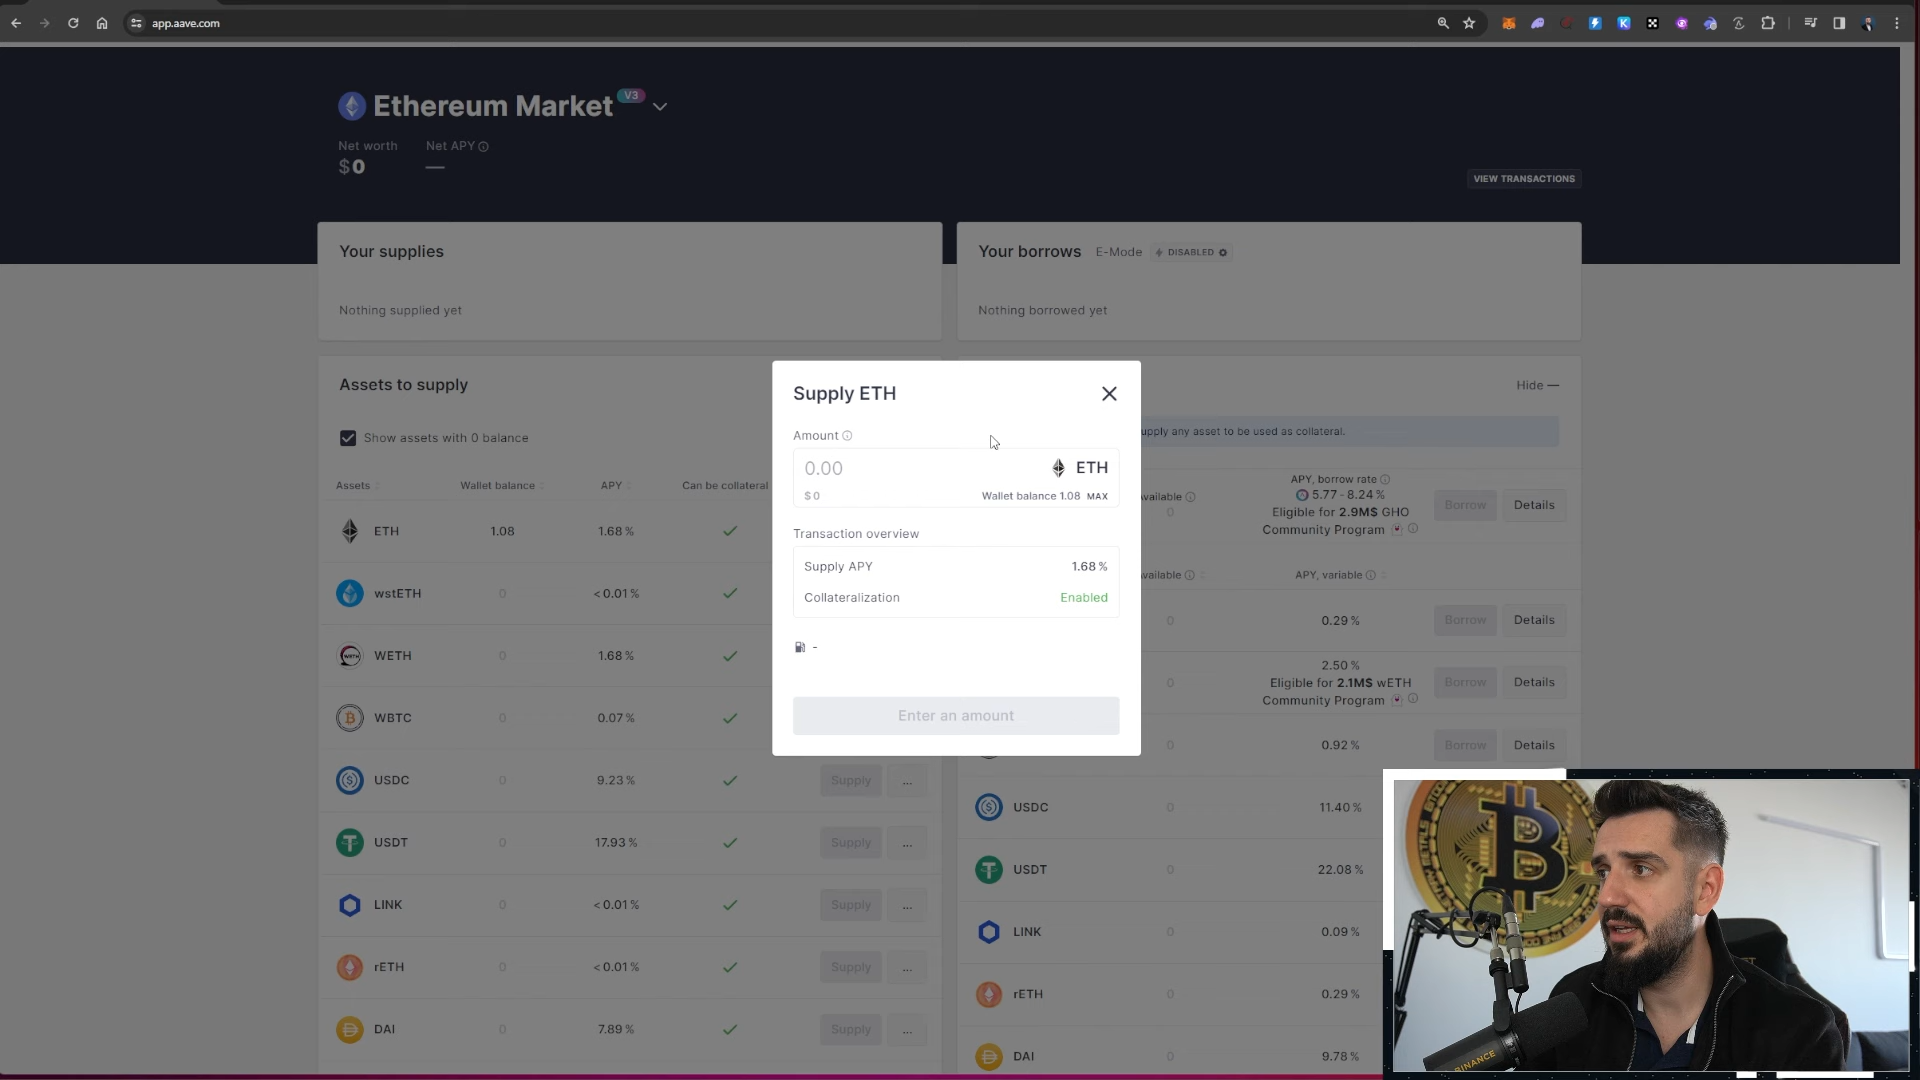 app.aave.com
Ethereum Market V3
Net worth
Net APY
$0
—
VIEW TRANSACTIONS
Your supplies
Nothing supplied yet
Your borrows
E-Mode
DISABLED
Nothing borrowed yet
Assets to supply
Show assets with 0 balance
Assets
Wallet balance
APY
Can be collateral
ETH 1.08 1.68 %
wstETH 0 <0.01 %
WETH 0 1.68 %
WBTC 0 0.07 %
USDC 0 9.23 % Supply ...
USDT 0 17.93 % Supply ...
LINK 0 <0.01 % Supply ...
rETH 0 <0.01 % Supply ...
DAI 0 7.89 % Supply ...
Supply ETH
Amount
0.00 ETH
$0 Wallet balance 1.08 MAX
Transaction overview
Supply APY 1.68 %
Collateralization Enabled
-
Enter an amount
Hide —
any asset to be used as collateral.
APY, borrow rate
0 5.77 - 8.24 % Borrow Details
Eligible for 2.9M$ GHO
Community Program
APY, variable
0 0.29 % Borrow Details
2.50 %
0 Eligible for 2.1M$ wETH Borrow Details
Community Program
0 0.92 % Borrow Details
USDC 0 11.40 %
USDT 0 22.08 %
LINK 0 0.09 %
rETH 0 0.29 %
DAI 0 9.78 %
BINANCE